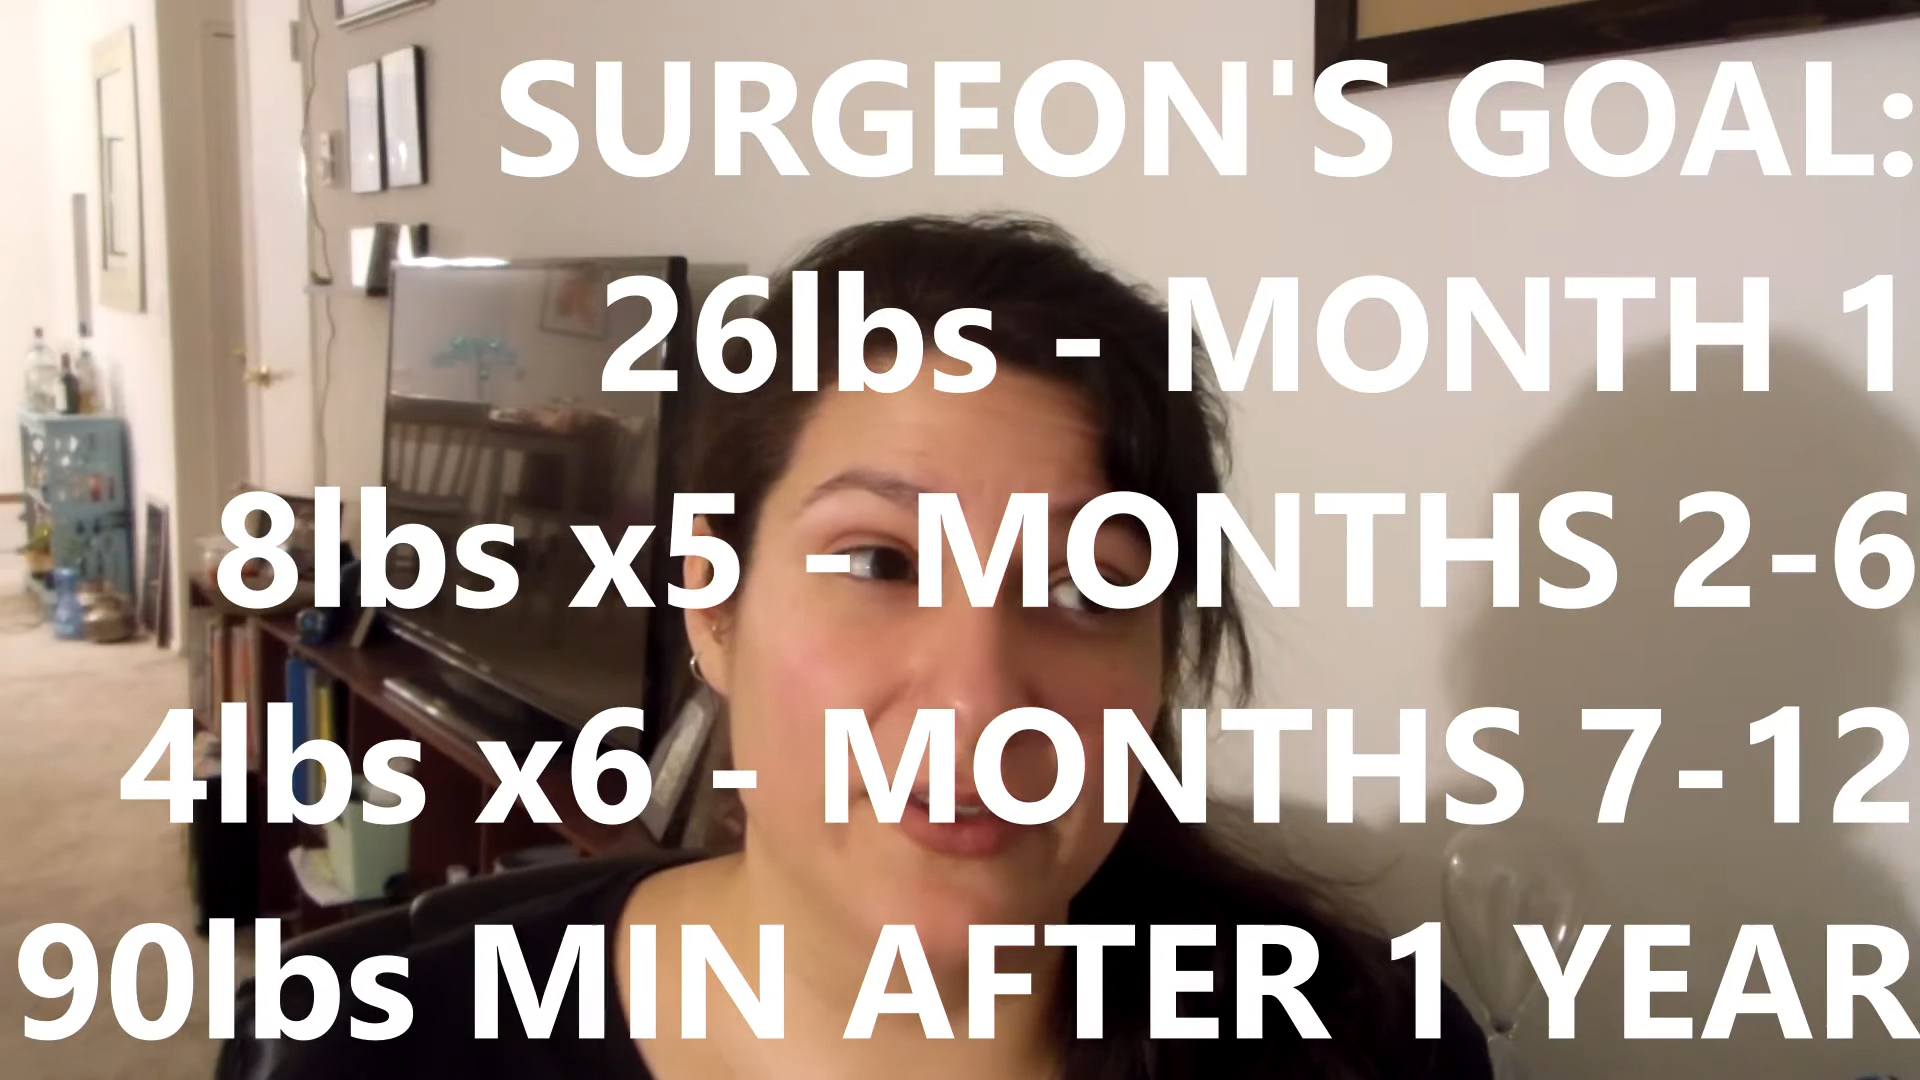 SURGEON'S GOAL:
26lbs - MONTH 1
8lbs x5 - MONTHS 2-6
4lbs x6 - MONTHS 7-12
90lbs MIN AFTER 1 YEAR